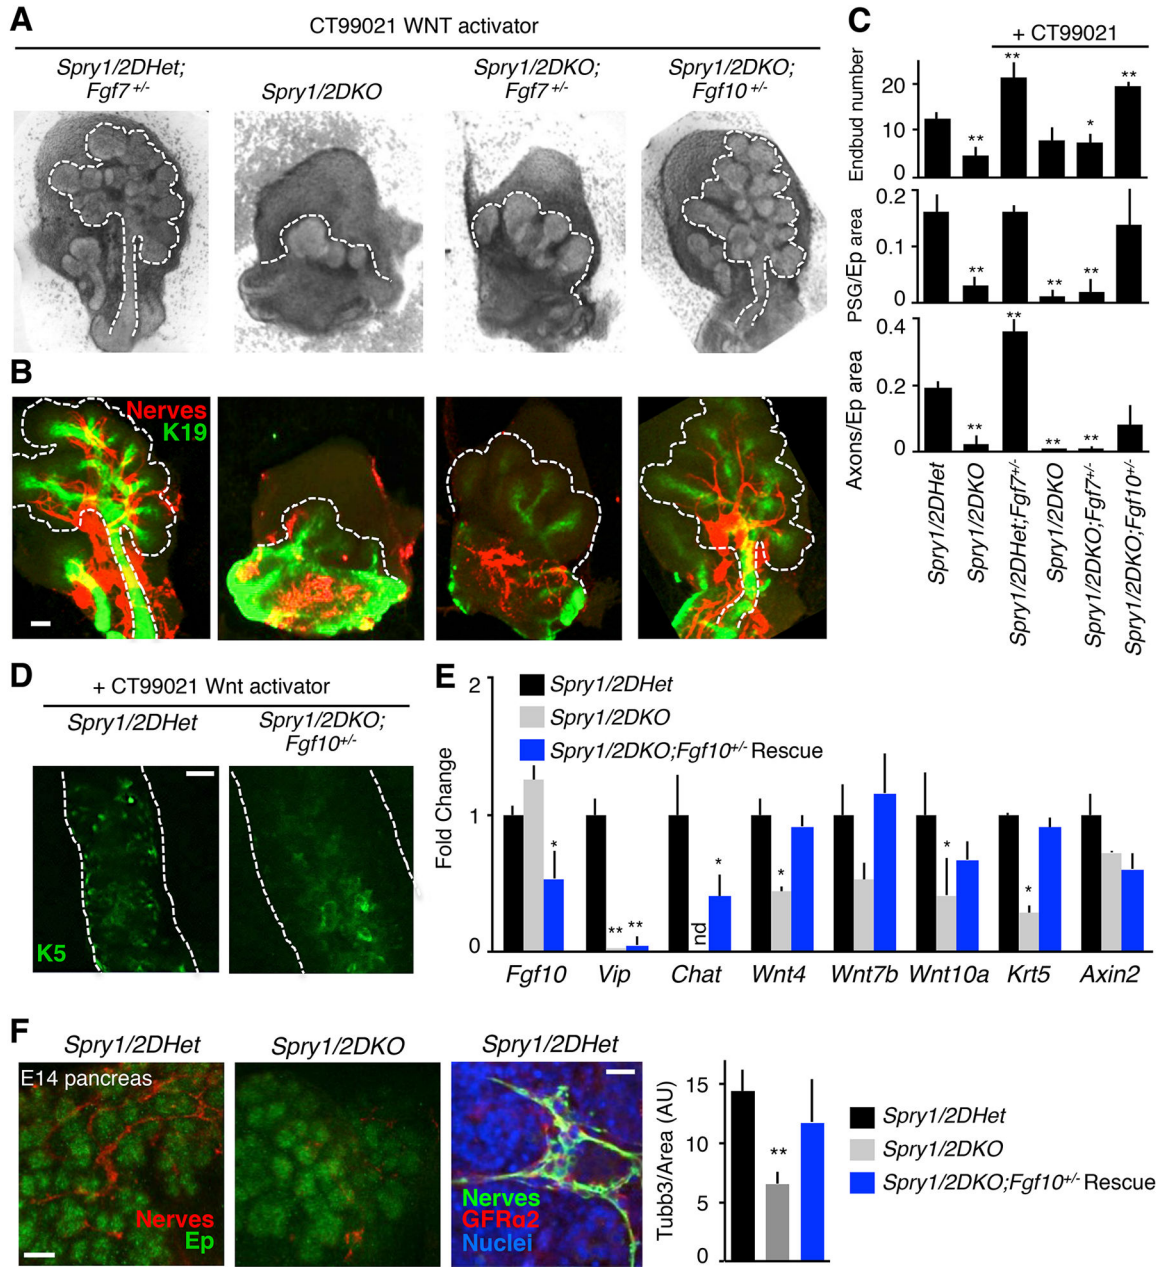 A
CT99021 WNT activator
Spry1/2DHet;
Fgf7+/-
Spry1/2DKO
Spry1/2DKO;
Fgf7+/-
Spry1/2DKO;
Fgf10+/-
B
Nerves
K19
C
+ CT99021
Endbud number
20
10
0
**
**
*
**
PSG/Ep area
0.2
0.1
0
**
**
**
Axons/Ep area
0.4
0.2
0
**
**
**
**
Spry1/2DHet
Spry1/2DKO
Spry1/2DHet;Fgf7+/-
Spry1/2DKO
Spry1/2DKO;Fgf7+/-
Spry1/2DKO;Fgf10+/-
D
+ CT99021 Wnt activator
Spry1/2DHet
Spry1/2DKO;
Fgf10+/-
K5
E
Spry1/2DHet
Spry1/2DKO
Spry1/2DKO;Fgf10+/- Rescue
Fold Change
2
1
0
*
** **
nd
*
*
*
*
Fgf10 Vip Chat Wnt4 Wnt7b Wnt10a Krt5 Axin2
F
Spry1/2DHet
E14 pancreas
Nerves
Ep
Spry1/2DKO
Spry1/2DHet
Nerves
GFRα2
Nuclei
Tubb3/Area (AU)
15
10
5
0
**
Spry1/2DHet
Spry1/2DKO
Spry1/2DKO;Fgf10+/- Rescue